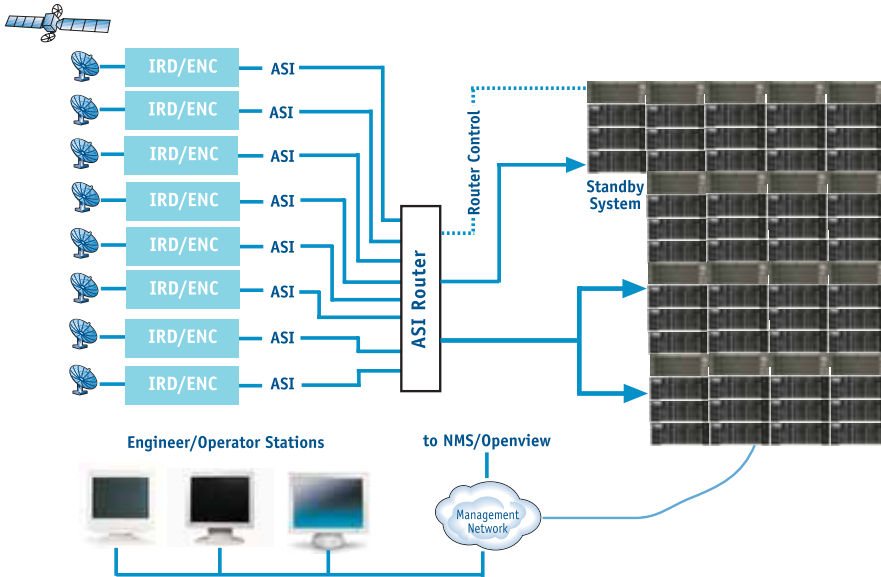 IRD/ENC ASI
IRD/ENC ASI
IRD/ENC ASI
IRD/ENC ASI
IRD/ENC ASI
IRD/ENC ASI
IRD/ENC ASI
IRD/ENC ASI
ASI Router
Router Control
Standby
System
Engineer/Operator Stations
to NMS/Openview
Management
Network